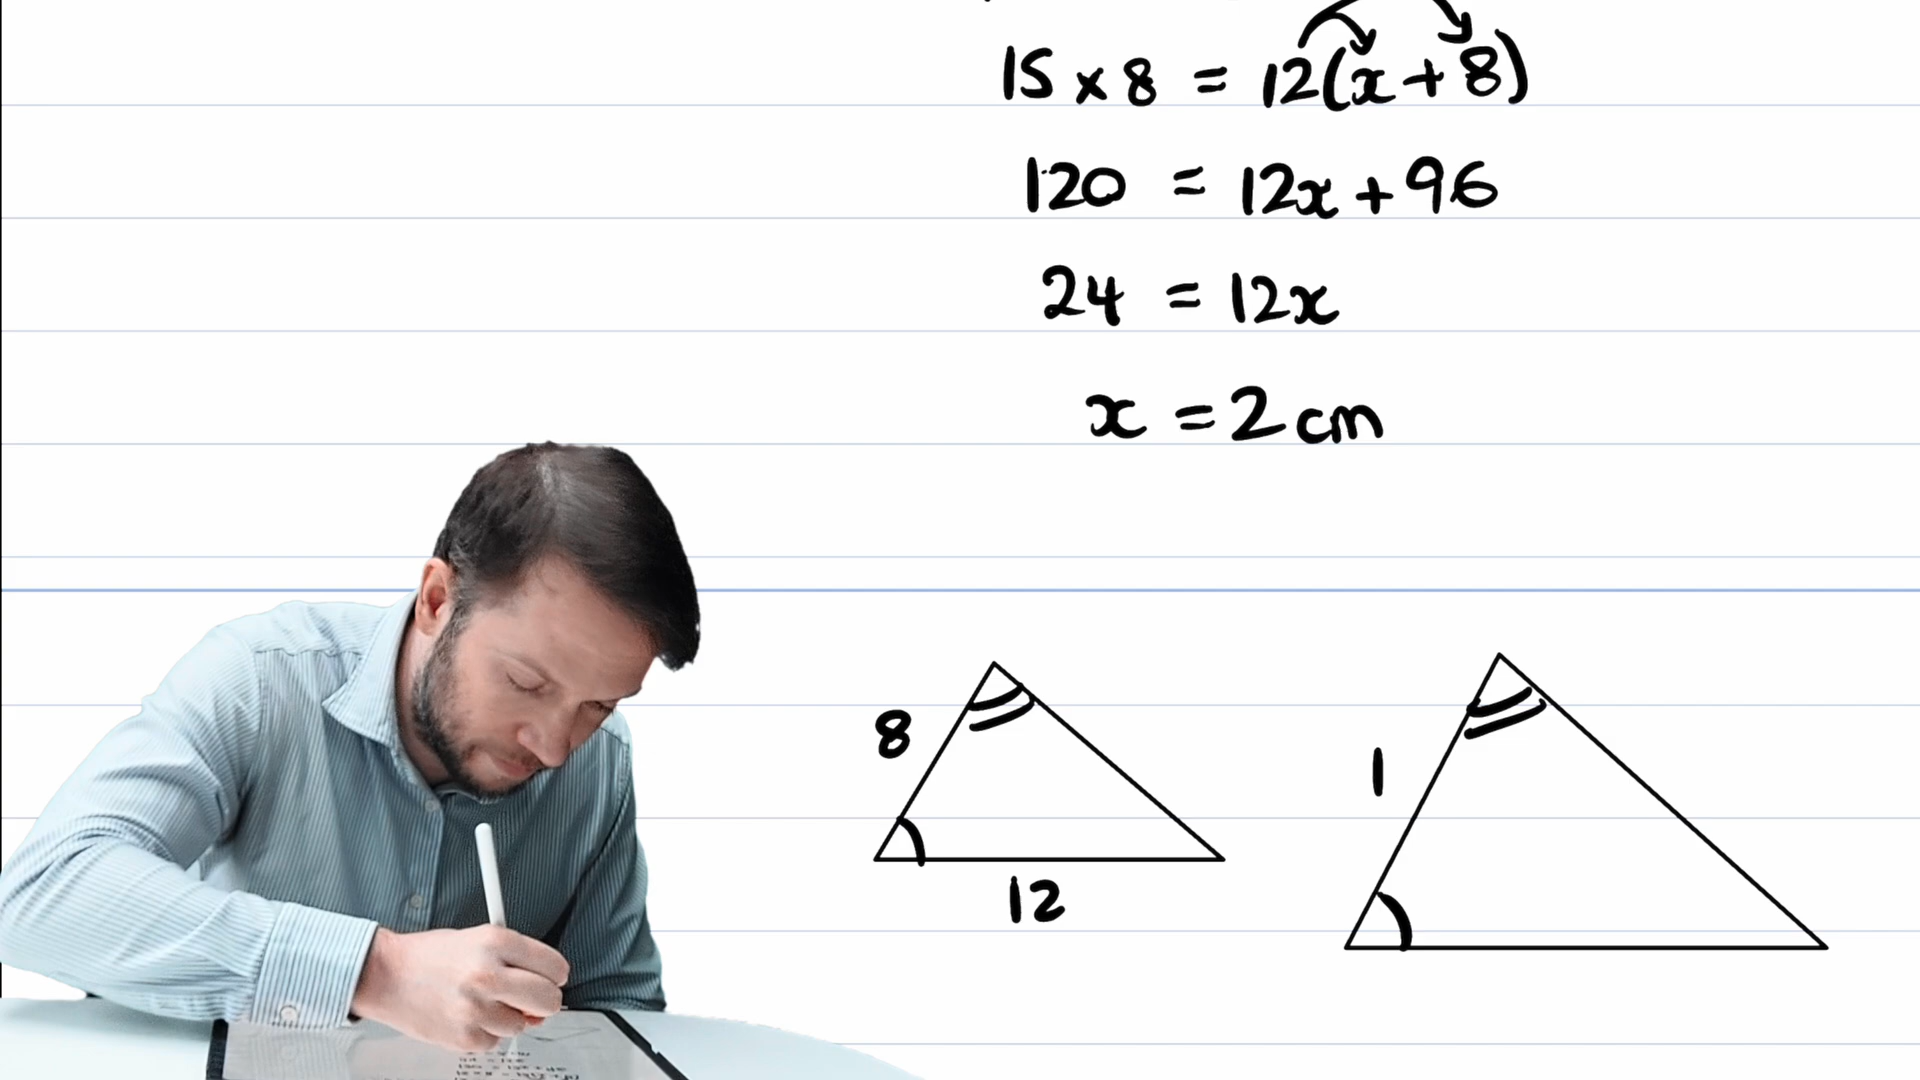 15 × 8 = 12(x + 8)
120 = 12x + 96
24 = 12x
x = 2 cm
8
12
1